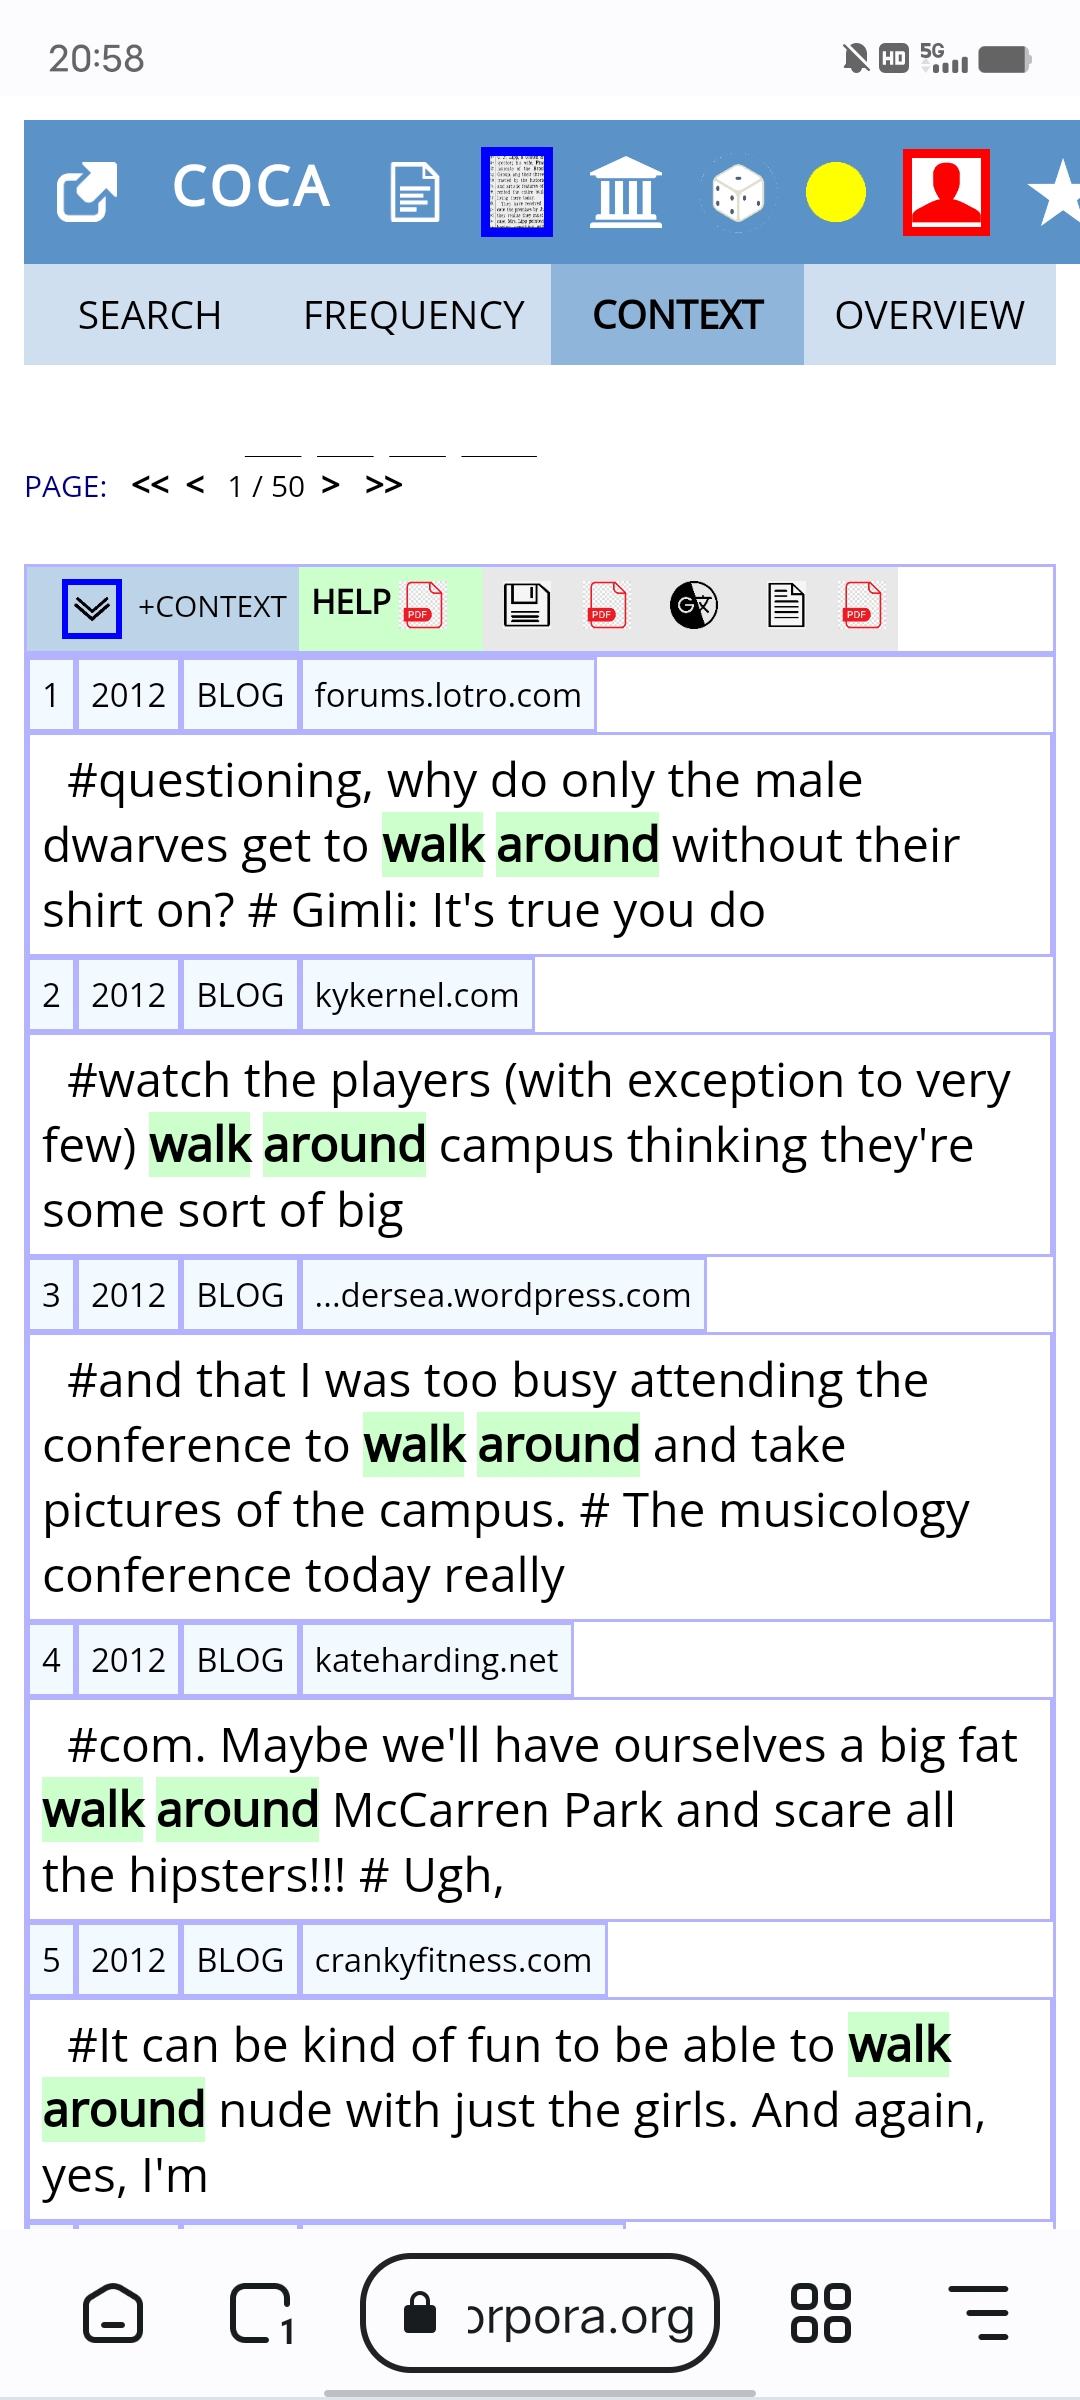 20:58
HD 5G
COCA
SEARCH FREQUENCY CONTEXT OVERVIEW
PAGE: << < 1 / 50 > >>
+CONTEXT HELP PDF PDF G文 PDF
1 2012 BLOG forums.lotro.com
#questioning, why do only the male
dwarves get to walk around without their
shirt on? # Gimli: It's true you do
2 2012 BLOG kykernel.com
#watch the players (with exception to very
few) walk around campus thinking they're
some sort of big
3 2012 BLOG ...dersea.wordpress.com
#and that I was too busy attending the
conference to walk around and take
pictures of the campus. # The musicology
conference today really
4 2012 BLOG kateharding.net
#com. Maybe we'll have ourselves a big fat
walk around McCarren Park and scare all
the hipsters!!! # Ugh,
5 2012 BLOG crankyfitness.com
#It can be kind of fun to be able to walk
around nude with just the girls. And again,
yes, I'm
1 orpora.org